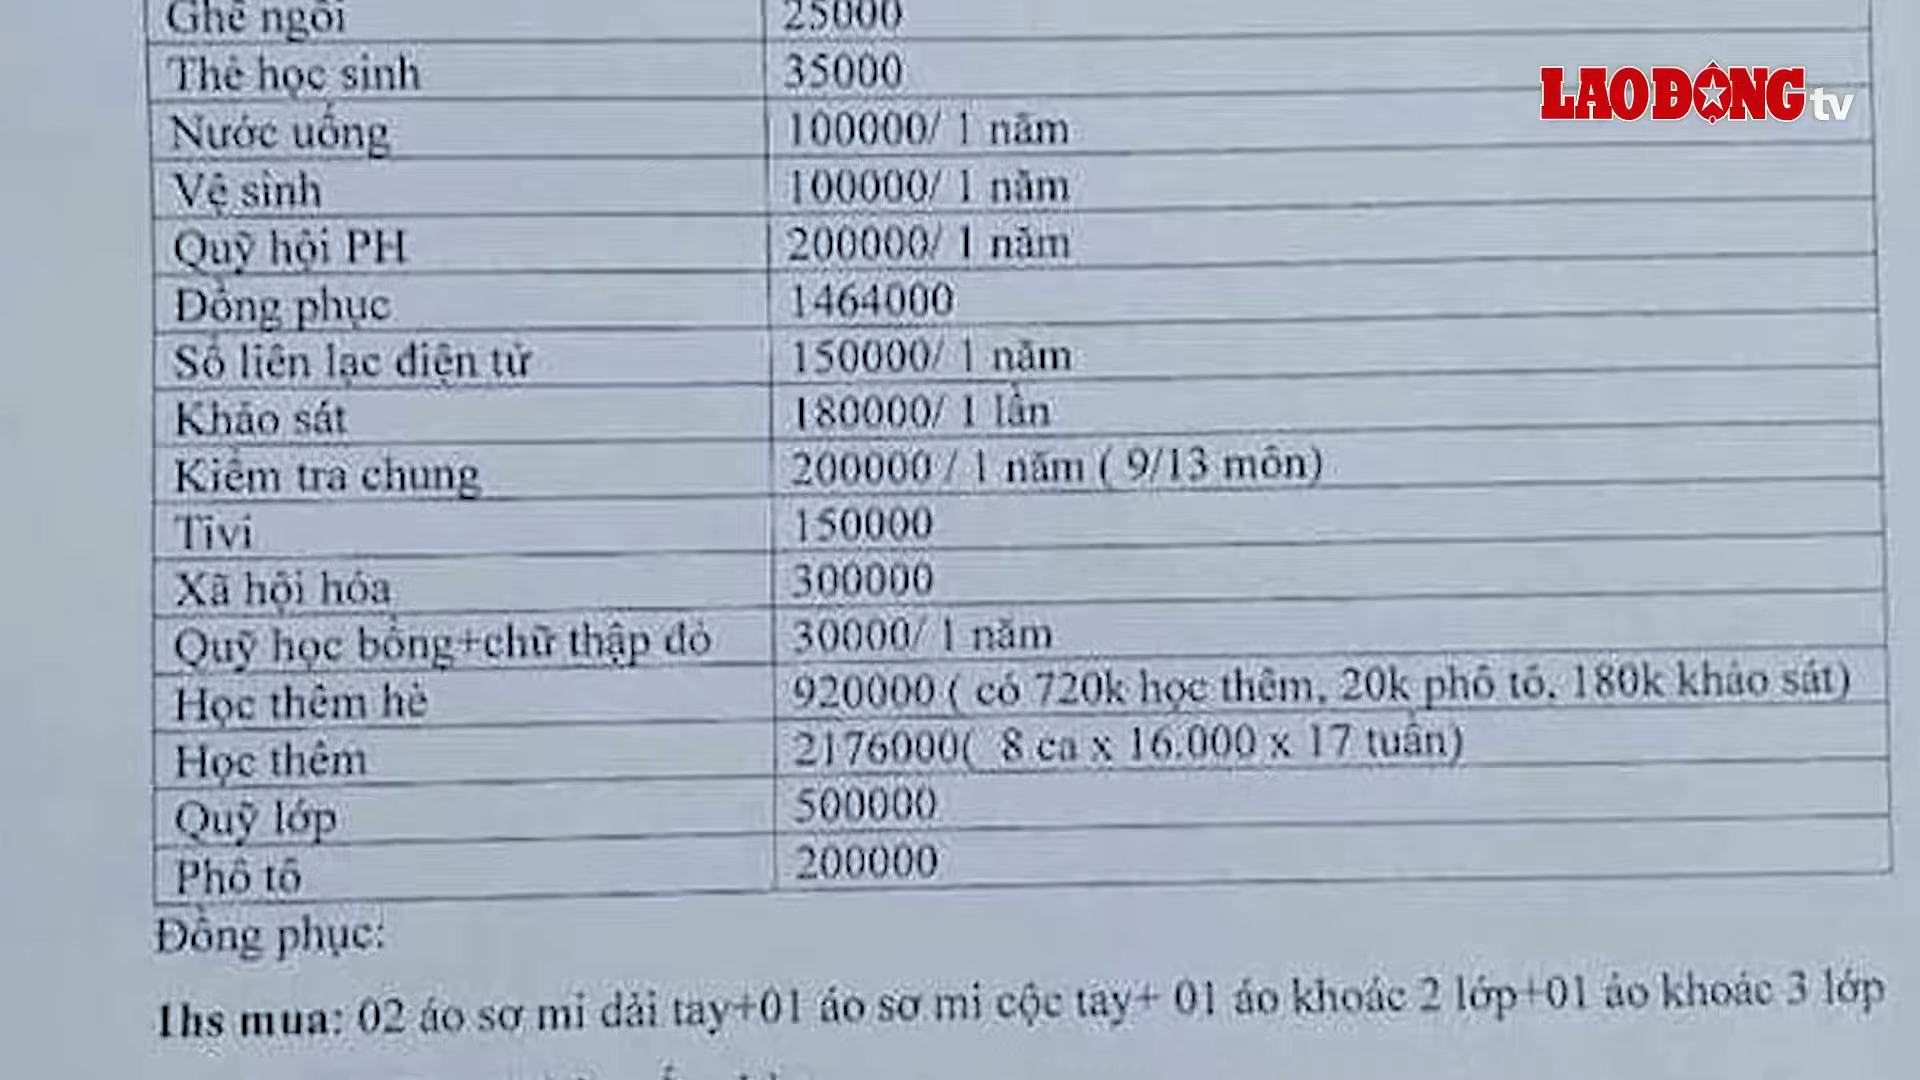 Ghế ngồi 25000
Thẻ học sinh 35000
LAO ĐỘNG tv
Nước uống 100000/ 1 năm
Vệ sinh 100000/ 1 năm
Quỹ hội PH 200000/ 1 năm
Đồng phục 1464000
Sổ liên lạc điện tử 150000/ 1 năm
Khảo sát 180000/ 1 lần
Kiểm tra chung 200000 / 1 năm ( 9/13 môn)
Tivi 150000
Xã hội hóa 300000
Quỹ học bổng+chữ thập đỏ 30000/ 1 năm
Học thêm hè 920000 ( có 720k học thêm, 20k phô tô, 180k khảo sát)
Học thêm 2176000( 8 ca x 16.000 x 17 tuần)
Quỹ lớp 500000
Phô tô 200000
Đồng phục:
1hs mua: 02 áo sơ mi dài tay+01 áo sơ mi cộc tay+ 01 áo khoác 2 lớp+01 áo khoác 3 lớp